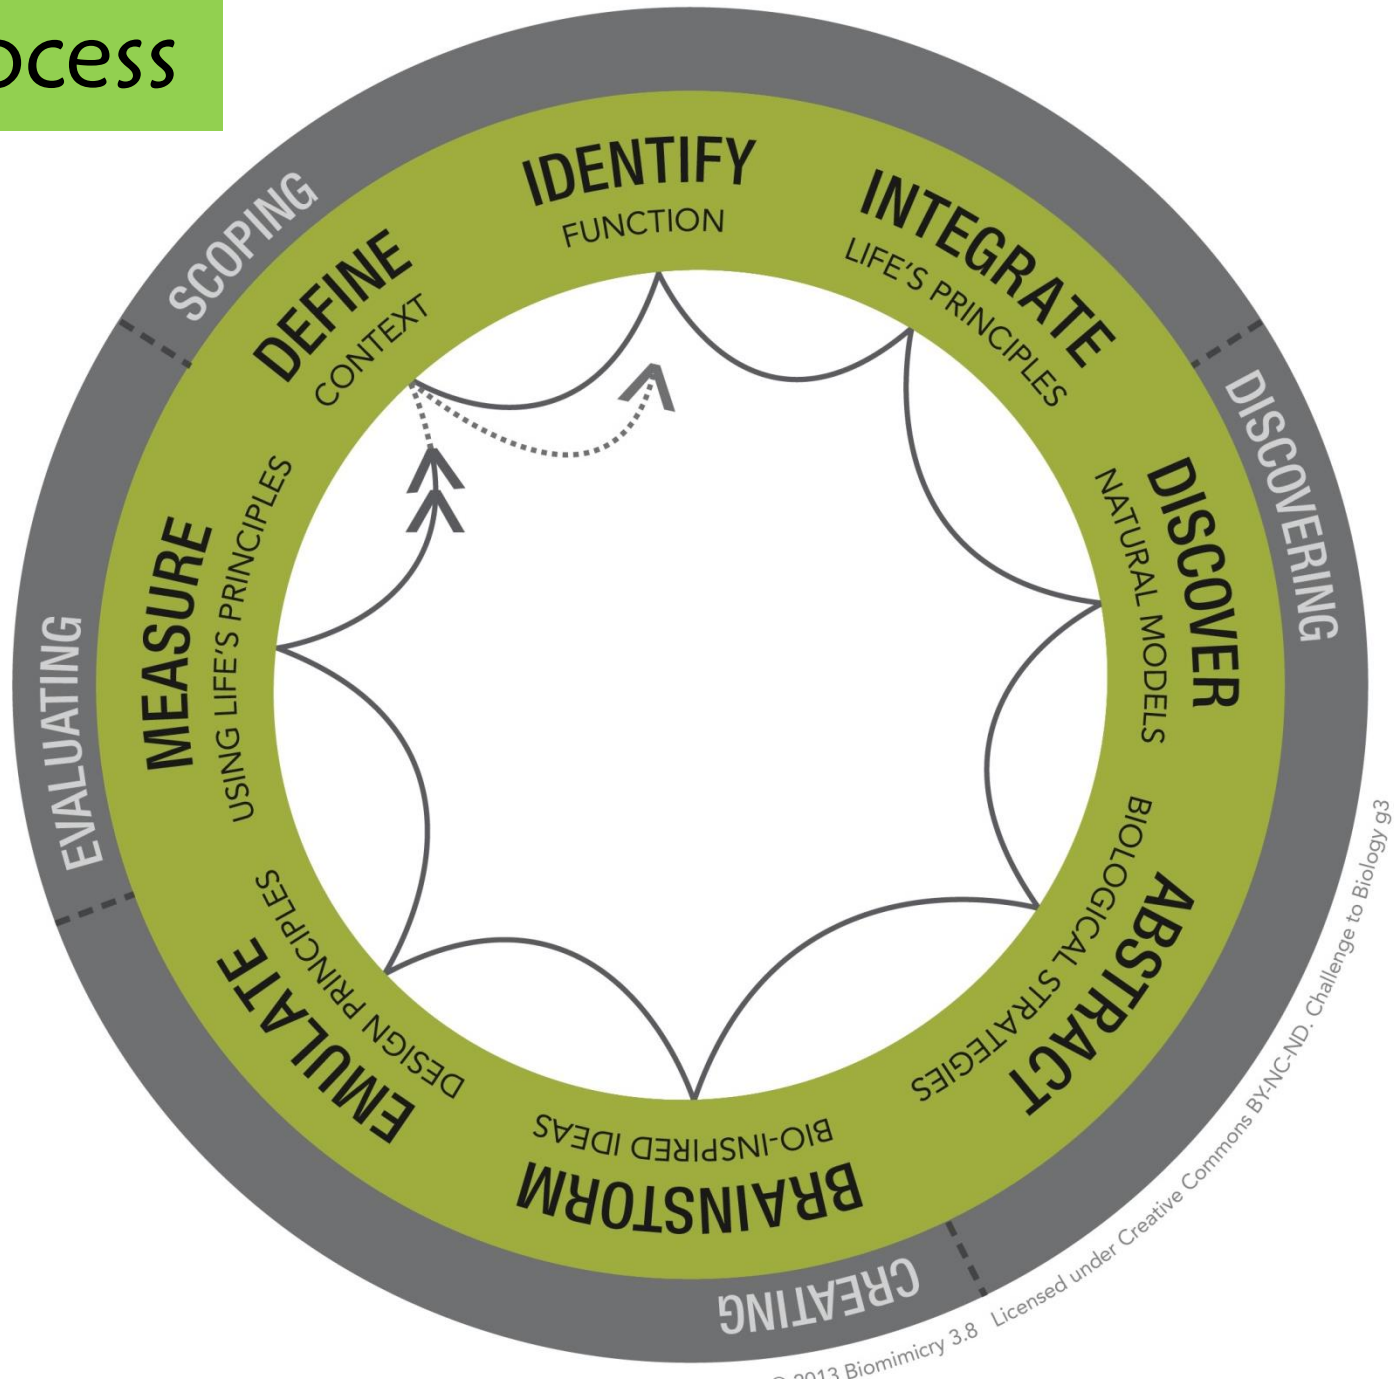 ocess
SCOPING
DEFINE
CONTEXT
IDENTIFY
FUNCTION
INTEGRATE
LIFE'S PRINCIPLES
DISCOVERING
DISCOVER
NATURAL MODELS
ABSTRACT
BIOLOGICAL STRATEGIES
CREATING
BRAINSTORM
BIO-INSPIRED IDEAS
EMULATE
DESIGN PRINCIPLES
EVALUATING
MEASURE
USING LIFE'S PRINCIPLES
© 2013 Biomimicry 3.8 Licensed under Creative Commons BY-NC-ND. Challenge to Biology g3